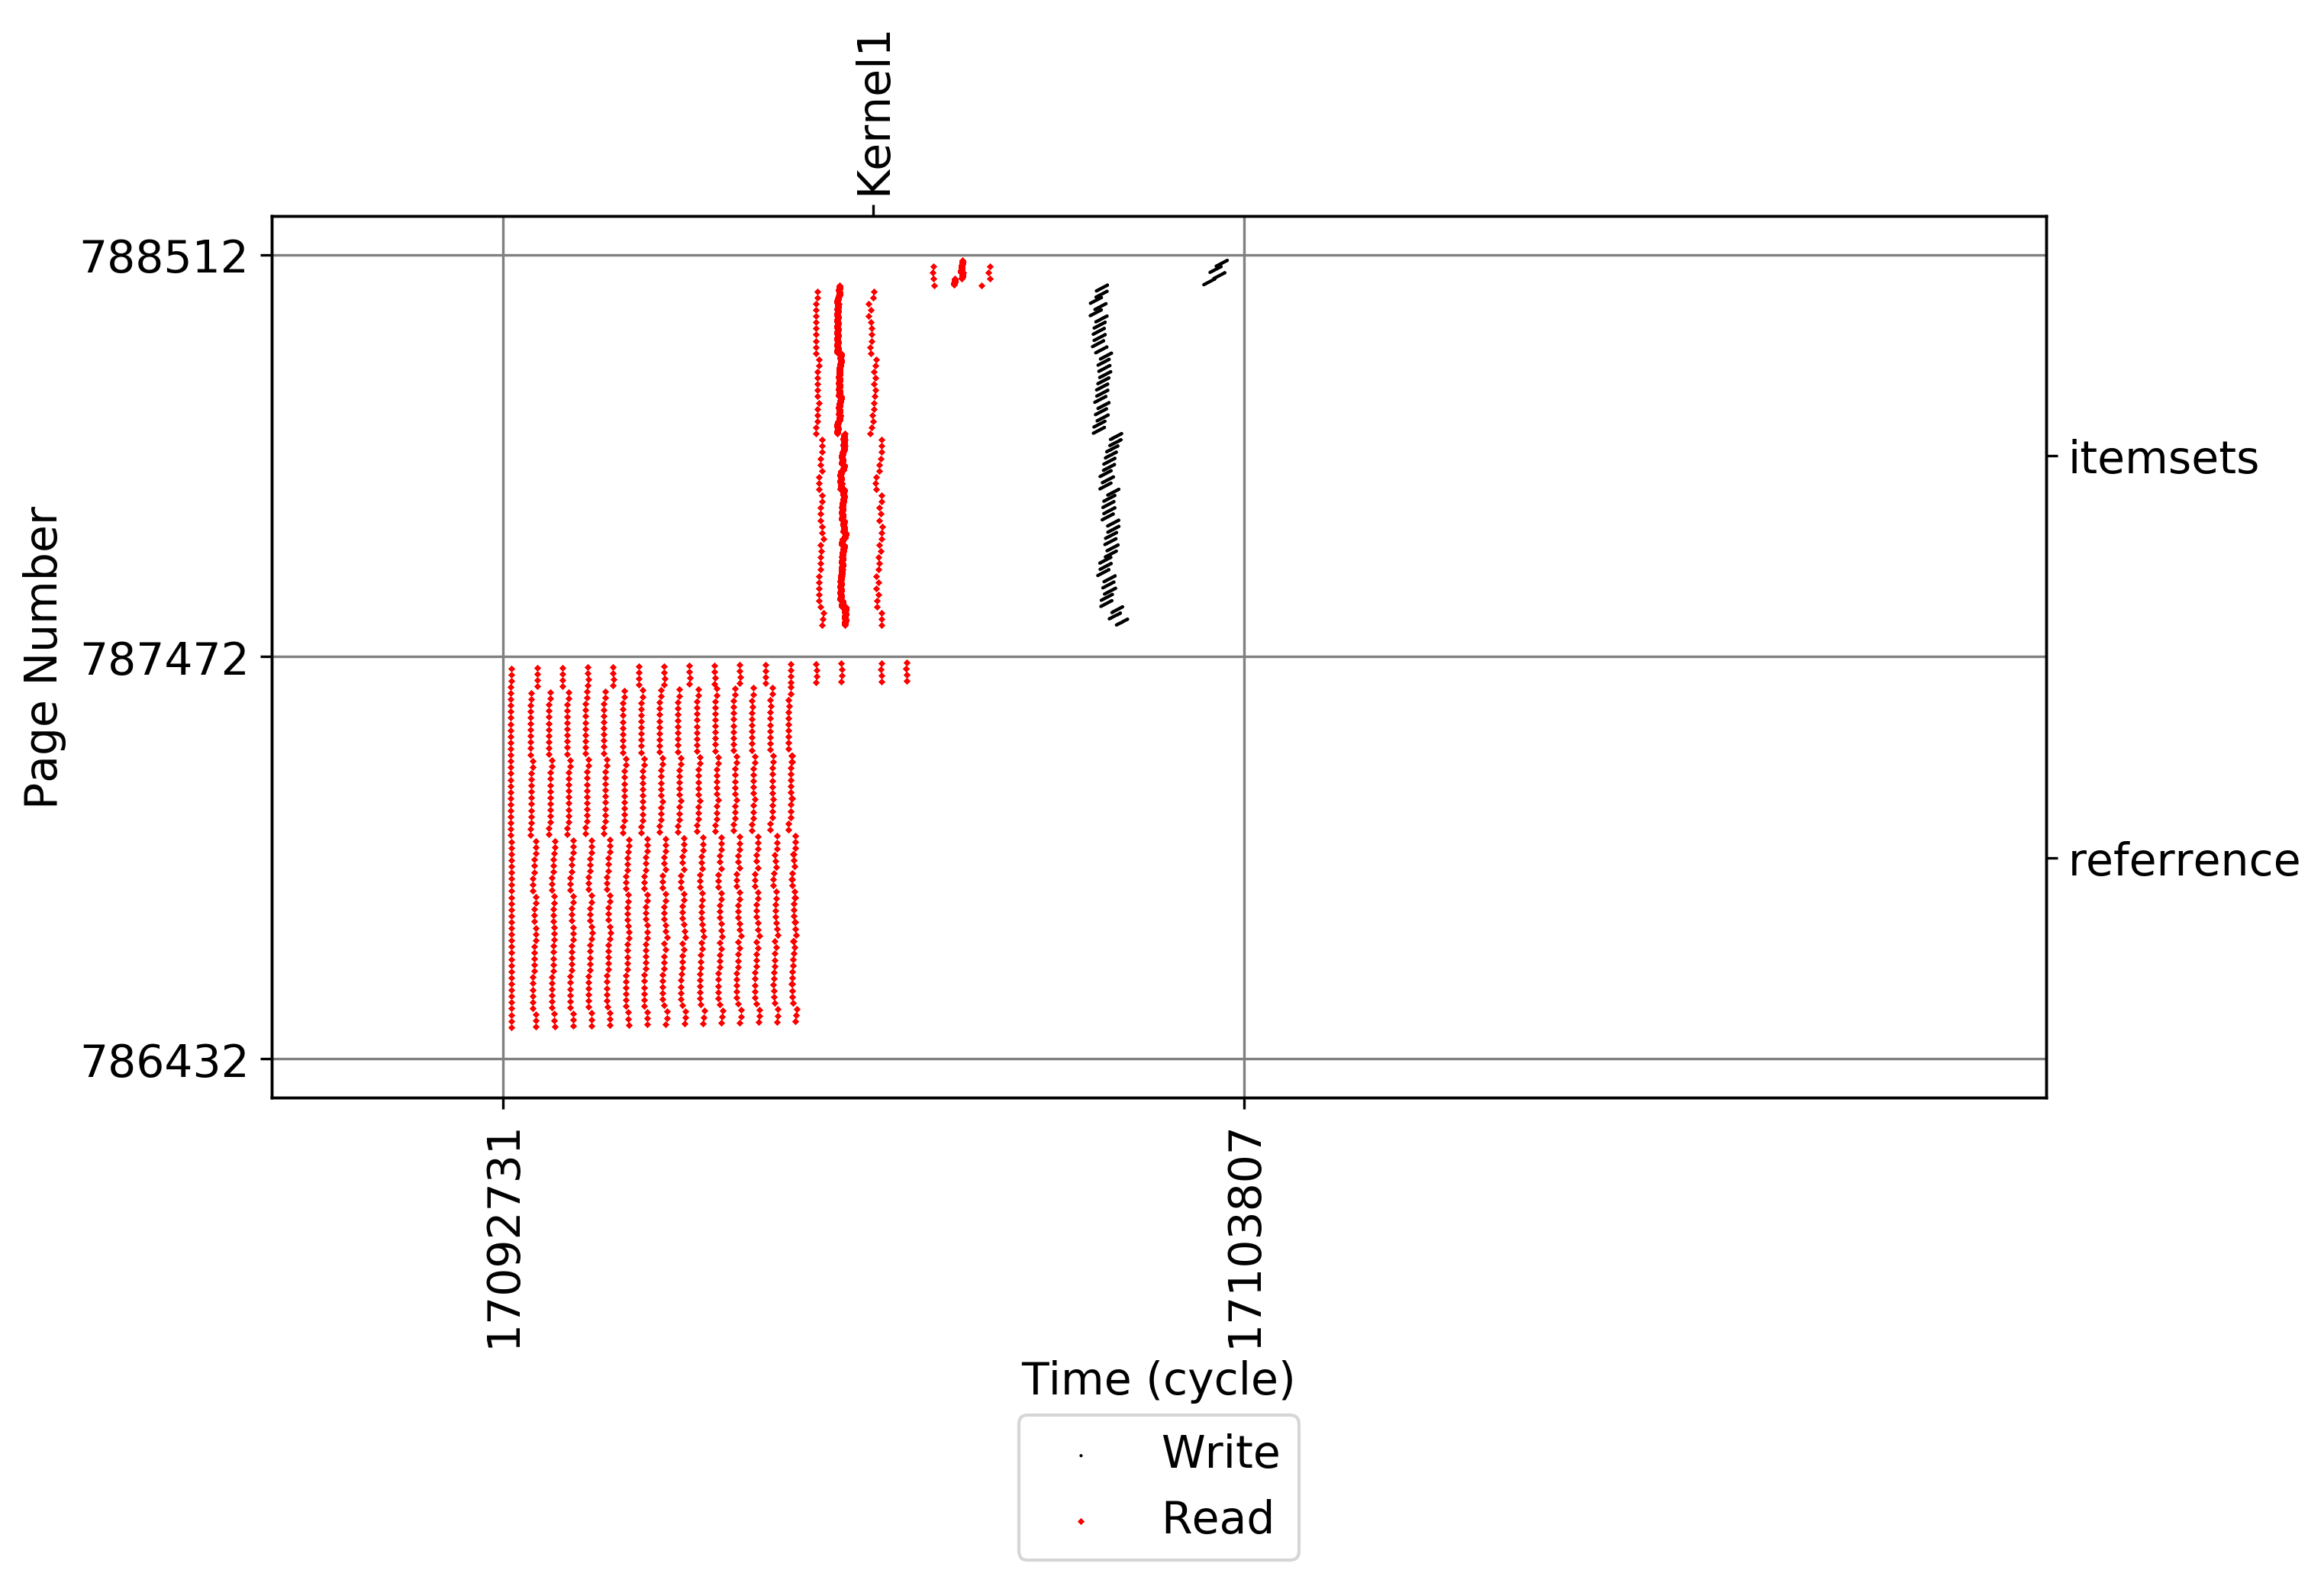 Kernel1
788512
787472
786432
Page Number
itemsets
referrence
17092731
17103807
Time (cycle)
Write
Read